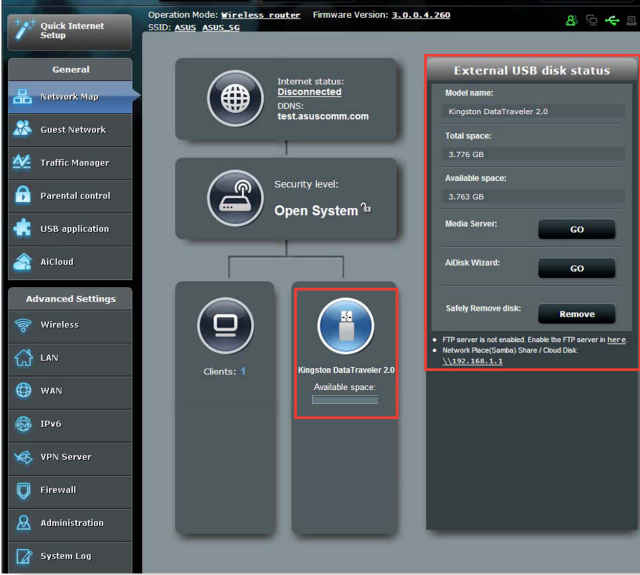 Operation Mode: Wireless router Firmware Version: 3.0.0.4.260
SSID: ASUS ASUS_5G
Quick Internet
Setup
General
Network Map
Guest Network
Traffic Manager
Parental control
USB application
AiCloud
Advanced Settings
Wireless
LAN
WAN
IPv6
VPN Server
Firewall
Administration
System Log
Internet status:
Disconnected
DDNS:
test.asuscomm.com
Security level:
Open System
Clients: 1
Kingston DataTraveler 2.0
Available space:
External USB disk status
Model name:
Kingston DataTraveler 2.0
Total space:
3.776 GB
Available space:
3.763 GB
Media Server: GO
AiDisk Wizard: GO
Safely Remove disk: Remove
FTP server is not enabled. Enable the FTP server in here.
Network Place(Samba) Share / Cloud Disk:
\\192.168.1.1